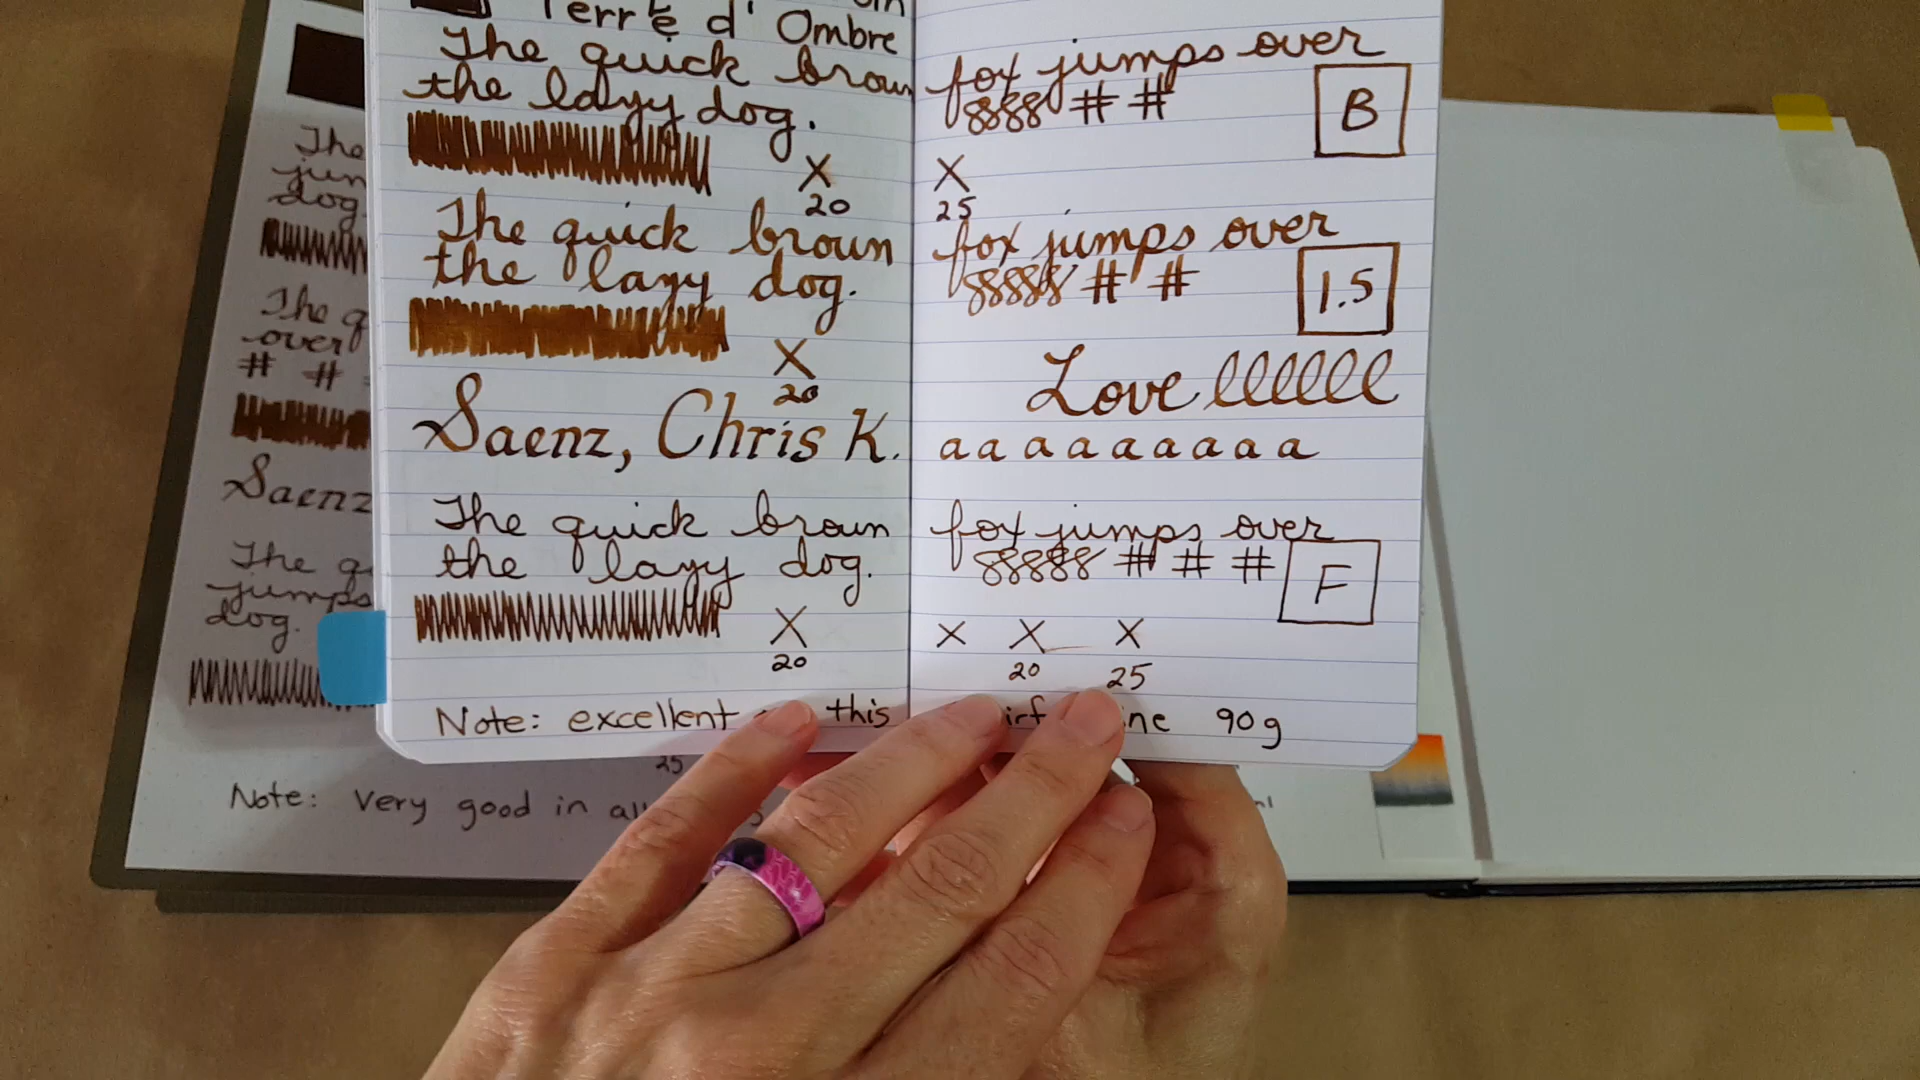 Terre d'Ombre
The quick brown fox jumps over
the lazy dog. 8888 # #
B
X X
20 25
The quick brown fox jumps over
the lazy dog. 88888 # #
1.5
X
20
Love llllll
Saenz, Chris K. a a a a a a a a a
The quick brown fox jumps over
the lazy dog. 88888 # # #
F
X X X X
20 20 25
Note: excellent this 90g
The
jum
dog
The q
over
# #
Saenz
The q
jumps
dog.
25
Note: Very good in